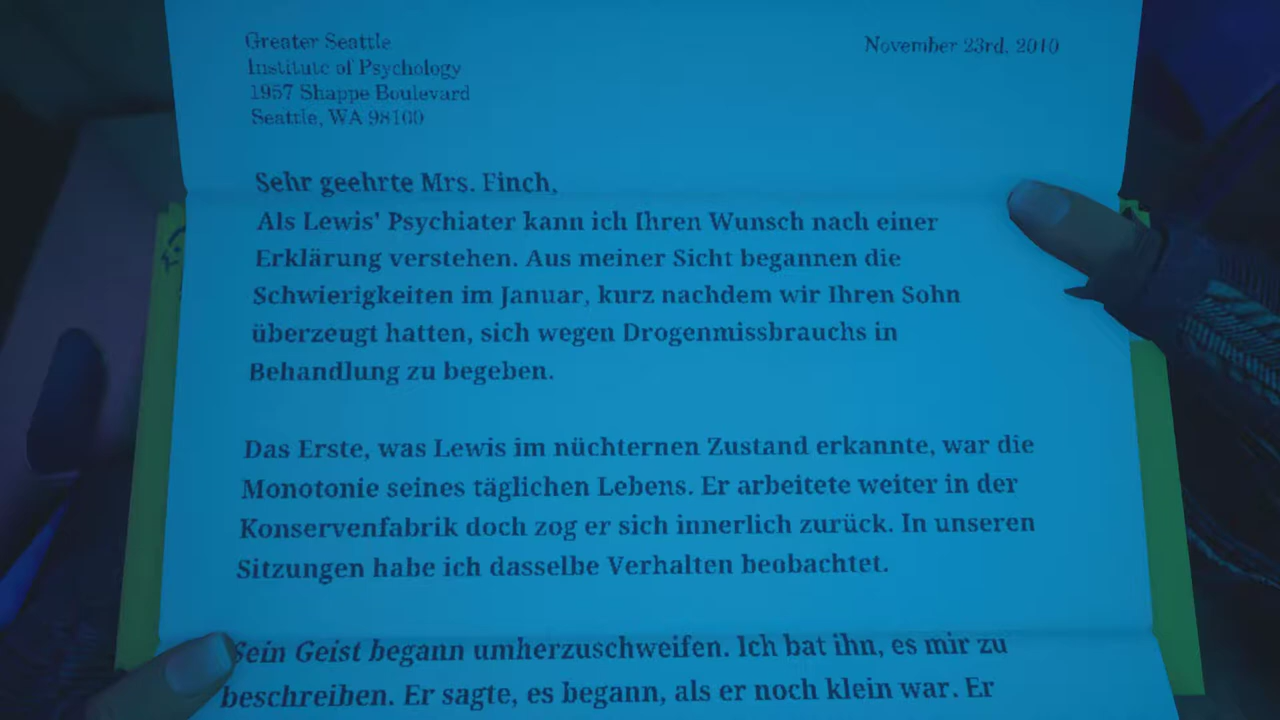 Greater Seattle
November 23rd, 2010
Institute of Psychology
1957 Shappe Boulevard
Seattle, WA 98100
Sehr geehrte Mrs. Finch,
Als Lewis' Psychiater kann ich Ihren Wunsch nach einer
Erklärung verstehen. Aus meiner Sicht begannen die
Schwierigkeiten im Januar, kurz nachdem wir Ihren Sohn
überzeugt hatten, sich wegen Drogenmissbrauchs in
Behandlung zu begeben.
Das Erste, was Lewis im nüchternen Zustand erkannte, war die
Monotonie seines täglichen Lebens. Er arbeitete weiter in der
Konservenfabrik doch zog er sich innerlich zurück. In unseren
Sitzungen habe ich dasselbe Verhalten beobachtet.
Sein Geist begann umherzuschweifen. Ich bat ihn, es mir zu
beschreiben. Er sagte, es begann, als er noch klein war. Er